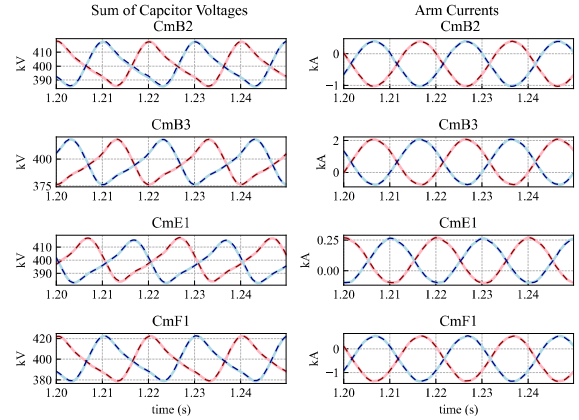 Sum of Capcitor Voltages
Arm Currents
CmB2
CmB2
kV
410
400
390
1.20 1.21 1.22 1.23 1.24
kA
0
−1
1.20 1.21 1.22 1.23 1.24
CmB3
CmB3
kV
400
375
1.20 1.21 1.22 1.23 1.24
kA
2
0
1.20 1.21 1.22 1.23 1.24
CmE1
CmE1
kV
410
400
390
1.20 1.21 1.22 1.23 1.24
kA
0.25
0.00
1.20 1.21 1.22 1.23 1.24
CmF1
CmF1
kV
420
400
380
1.20 1.21 1.22 1.23 1.24
time (s)
kA
0
−1
1.20 1.21 1.22 1.23 1.24
time (s)